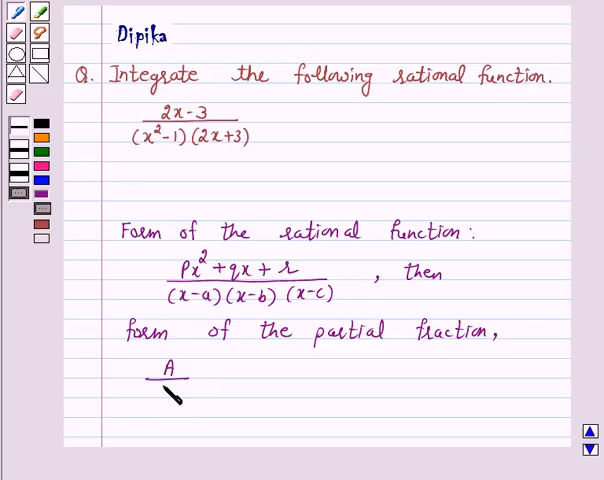 Dipika
Q. Integrate the following rational function.
2x-3
(x²-1) (2x+3)
Form of the rational function:
px²+qx+r
(x-a) (x-b) (x-c) , then
form of the partial fraction,
A